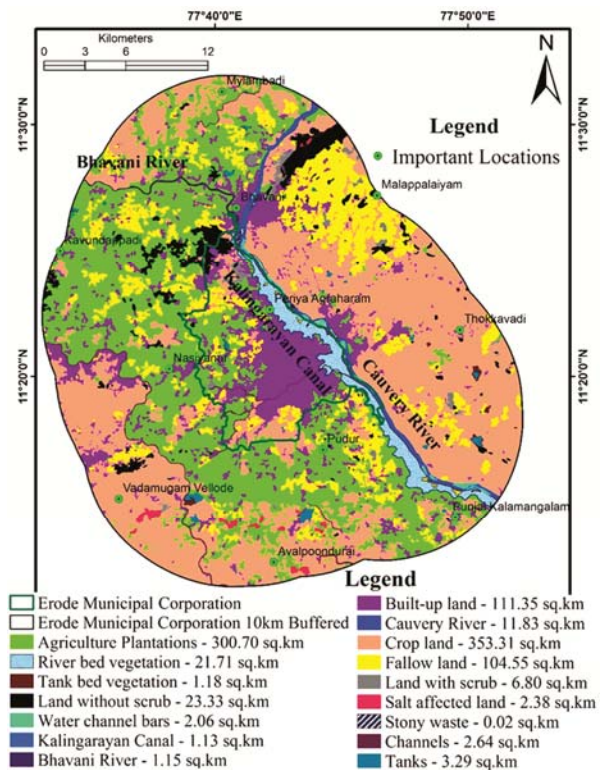 77°40'0"E 77°50'0"E
Kilometers
0 3 6 12
N
Mylambadi
11°30'0"N 11°30'0"N
Legend
Bhavani River
Important Locations
Malappalaiyam
Bhavani
Kavundappadi
Kalingarayan Canal
Periya Agraharam
Thokkavadi
Nasiyanur
Cauvery River
11°20'0"N 11°20'0"N
Pudur
Vadamugam Vellode
Kalamangalam
Avalpoondurai
Legend
Erode Municipal Corporation
Erode Municipal Corporation 10km Buffered
Agriculture Plantations - 300.70 sq.km
River bed vegetation - 21.71 sq.km
Tank bed vegetation - 1.18 sq.km
Land without scrub - 23.33 sq.km
Water channel bars - 2.06 sq.km
Kalingarayan Canal - 1.13 sq.km
Bhavani River - 1.15 sq.km
Built-up land - 111.35 sq.km
Cauvery River - 11.83 sq.km
Crop land - 353.31 sq.km
Fallow land - 104.55 sq.km
Land with scrub - 6.80 sq.km
Salt affected land - 2.38 sq.km
Stony waste - 0.02 sq.km
Channels - 2.64 sq.km
Tanks - 3.29 sq.km